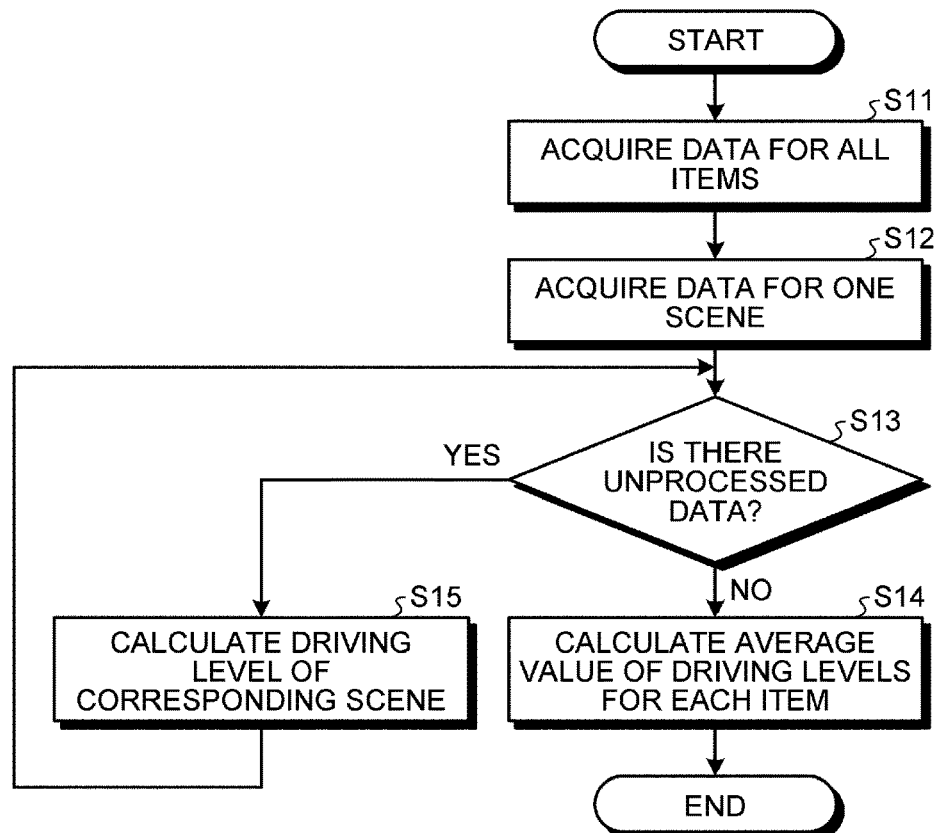 START
S11
ACQUIRE DATA FOR ALL
ITEMS
S12
ACQUIRE DATA FOR ONE
SCENE
S13
IS THERE
UNPROCESSED
DATA?
YES
NO
S15
CALCULATE DRIVING
LEVEL OF
CORRESPONDING SCENE
S14
CALCULATE AVERAGE
VALUE OF DRIVING LEVELS
FOR EACH ITEM
END